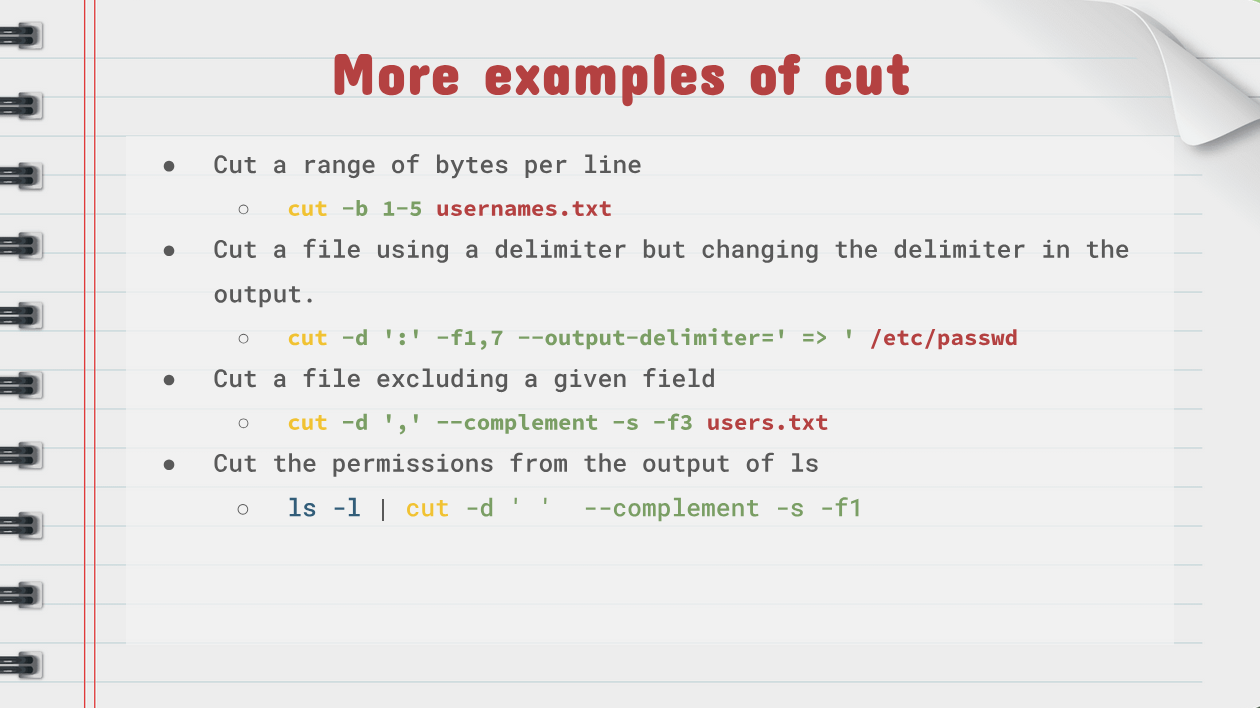 More examples of cut
● Cut a range of bytes per line
○ cut -b 1-5 usernames.txt
● Cut a file using a delimiter but changing the delimiter in the
output.
○ cut -d ':' -f1,7 --output-delimiter=' => ' /etc/passwd
● Cut a file excluding a given field
○ cut -d ',' --complement -s -f3 users.txt
● Cut the permissions from the output of ls
○ ls -l | cut -d ' '  --complement -s -f1